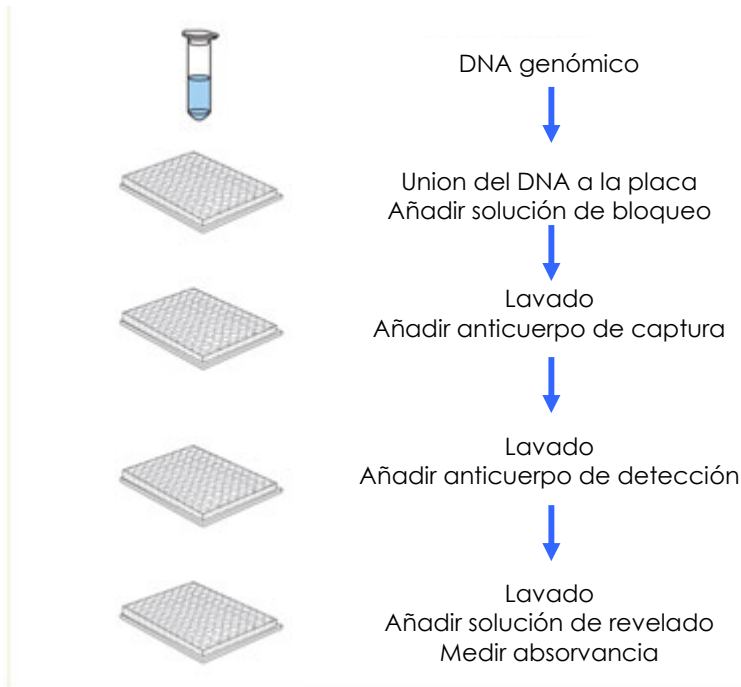 DNA genómico
Union del DNA a la placa
Añadir solución de bloqueo
Lavado
Añadir anticuerpo de captura
Lavado
Añadir anticuerpo de detección
Lavado
Añadir solución de revelado
Medir absorvancia